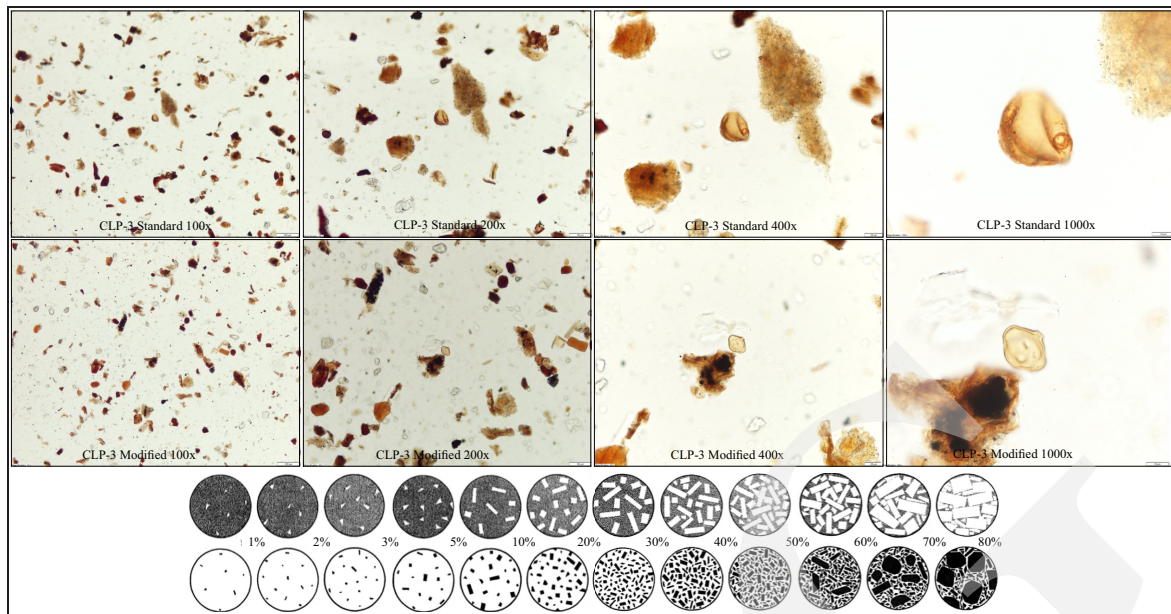 CLP-3 Standard 100x
CLP-3 Standard 200x
CLP-3 Standard 400x
CLP-3 Standard 1000x
CLP-3 Modified 100x
CLP-3 Modified 200x
CLP-3 Modified 400x
CLP-3 Modified 1000x
1% 2% 3% 5% 10% 20% 30% 40% 50% 60% 70% 80%